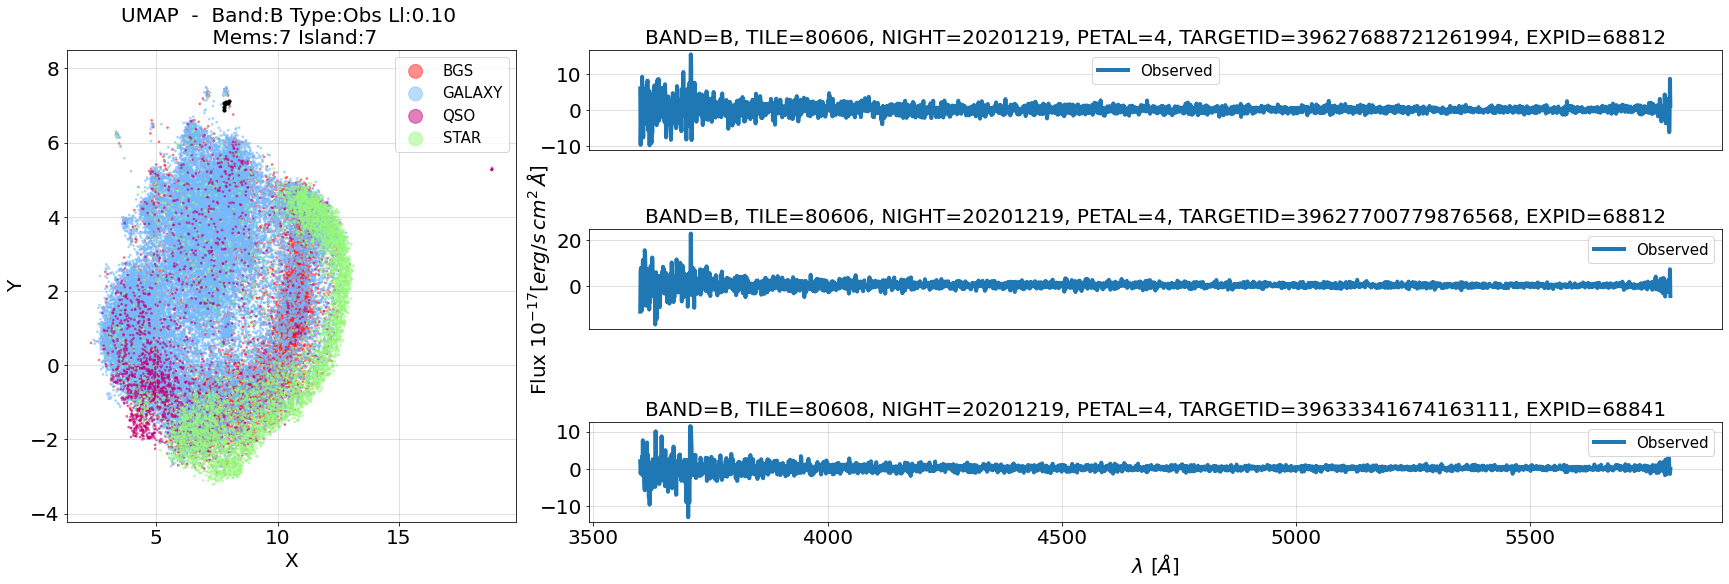 UMAP - Band:B Type:Obs Ll:0.10
Mems:7 Island:7
8
6
4
2
0
−2
−4
Y
5
10
15
X
BGS
GALAXY
QSO
STAR
Flux 10⁻¹⁷[erg/s cm² Å]
BAND=B, TILE=80606, NIGHT=20201219, PETAL=4, TARGETID=39627688721261994, EXPID=68812
10
0
−10
Observed
BAND=B, TILE=80606, NIGHT=20201219, PETAL=4, TARGETID=39627700779876568, EXPID=68812
20
0
Observed
BAND=B, TILE=80608, NIGHT=20201219, PETAL=4, TARGETID=39633341674163111, EXPID=68841
10
0
−10
Observed
3500
4000
4500
5000
5500
λ [Å]